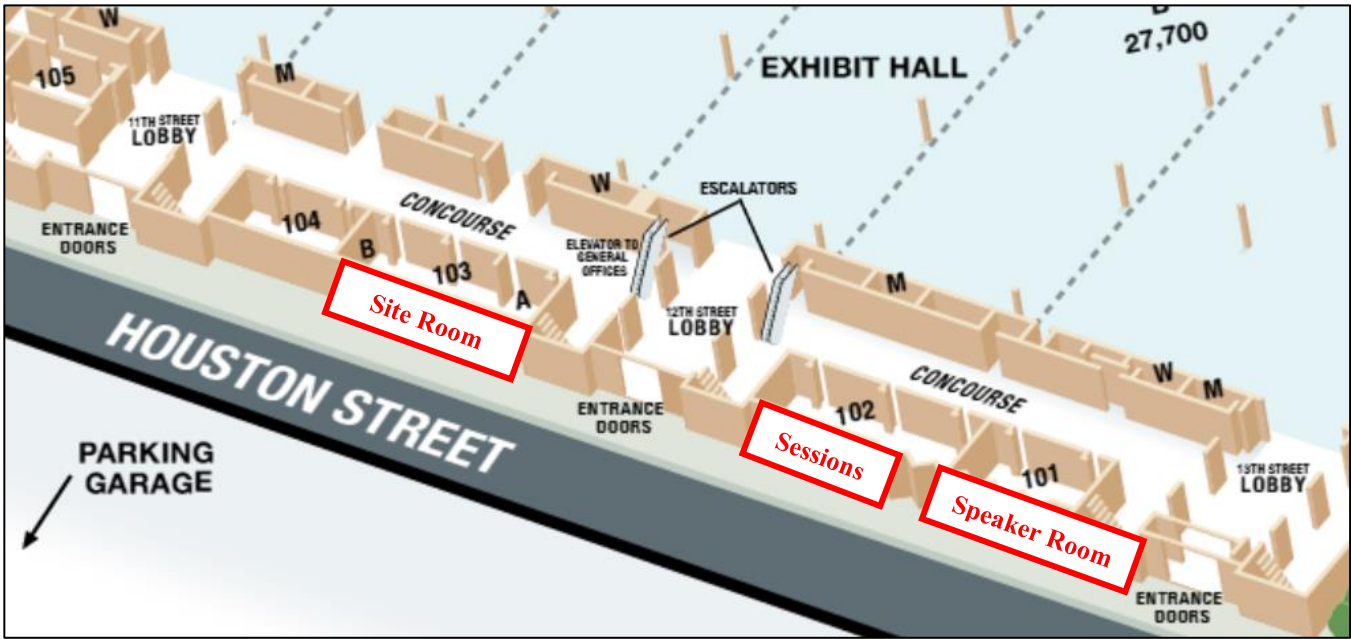 W
105
M
11TH STREET
LOBBY
ENTRANCE
DOORS
104
B
CONCOURSE
103
A
Site Room
EXHIBIT HALL
27,700
W
ESCALATORS
ELEVATOR TO
GENERAL
OFFICES
12TH STREET
LOBBY
M
ENTRANCE
DOORS
CONCOURSE
102
Sessions
101
Speaker Room
W
M
13TH STREET
LOBBY
ENTRANCE
DOORS
HOUSTON STREET
PARKING
GARAGE